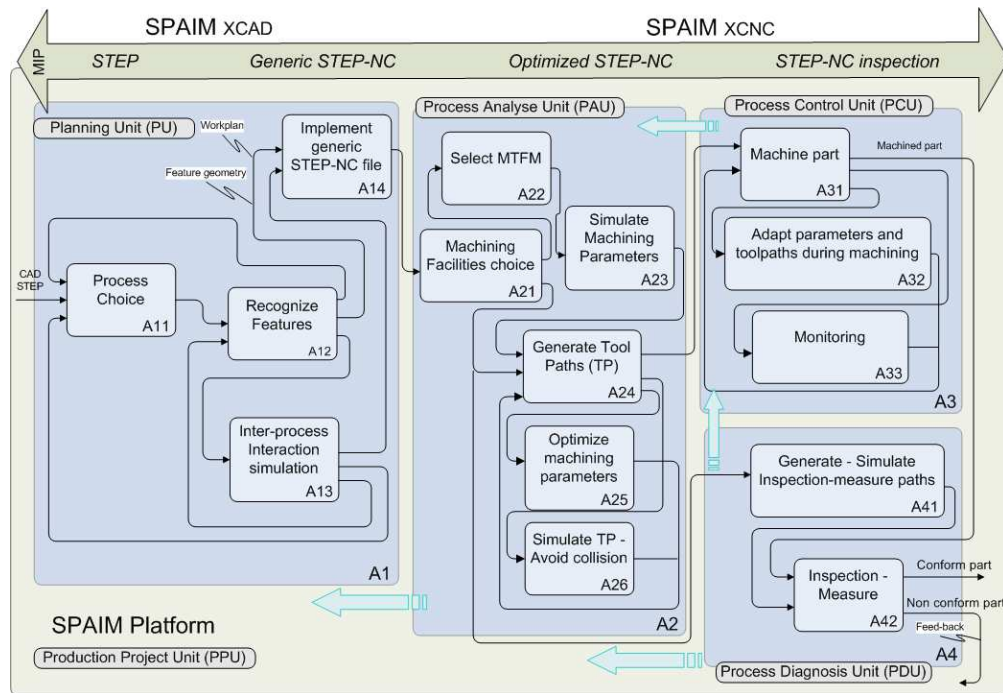 SPAIM XCAD
SPAIM XCNC
MIP
STEP
Generic STEP-NC
Optimized STEP-NC
STEP-NC inspection
Planning Unit (PU)
Workplan
Feature geometry
Implement
generic
STEP-NC file
A14
CAD
STEP
Process
Choice
A11
Recognize
Features
A12
Inter-process
Interaction
simulation
A13
A1
Process Analyse Unit (PAU)
Select MTFM
A22
Machining
Facilities choice
A21
Simulate
Machining
Parameters
A23
Generate Tool
Paths (TP)
A24
Optimize
machining
parameters
A25
Simulate TP -
Avoid collision
A26
A2
Process Control Unit (PCU)
Machine part
A31
Machined part
Adapt parameters and
toolpaths during machining
A32
Monitoring
A33
A3
Generate - Simulate
Inspection-measure paths
A41
Inspection -
Measure
A42
Conform part
Non conform part
Feed-back
A4
Process Diagnosis Unit (PDU)
SPAIM Platform
Production Project Unit (PPU)